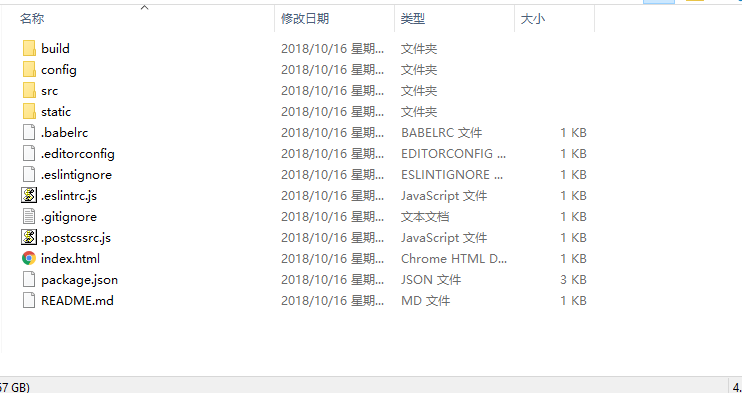 名称 修改日期 类型 大小
build 2018/10/16 星期... 文件夹
config 2018/10/16 星期... 文件夹
src 2018/10/16 星期... 文件夹
static 2018/10/16 星期... 文件夹
.babelrc 2018/10/16 星期... BABELRC 文件 1 KB
.editorconfig 2018/10/16 星期... EDITORCONFIG ... 1 KB
.eslintignore 2018/10/16 星期... ESLINTIGNORE ... 1 KB
.eslintrc.js 2018/10/16 星期... JavaScript 文件 1 KB
.gitignore 2018/10/16 星期... 文本文档 1 KB
.postcssrc.js 2018/10/16 星期... JavaScript 文件 1 KB
index.html 2018/10/16 星期... Chrome HTML D... 1 KB
package.json 2018/10/16 星期... JSON 文件 3 KB
README.md 2018/10/16 星期... MD 文件 1 KB
57 GB) 4.